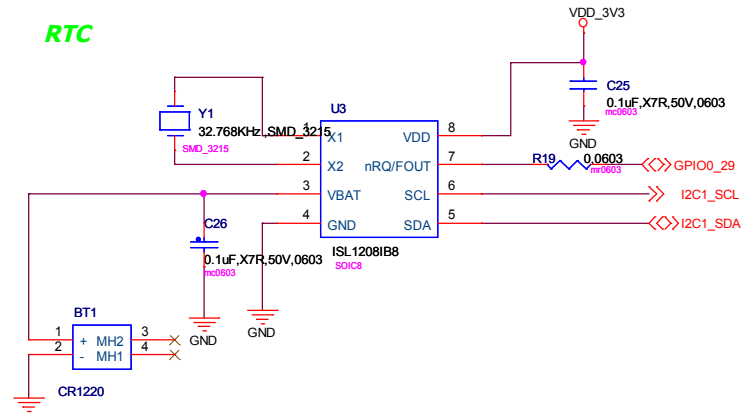 RTC
VDD_3V3
C25
0.1uF,X7R,50V,0603
mc0603
GND
Y1
32.768KHz,SMD_3215
SMD_3215
U3
1 X1 VDD 8
2 X2 nRQ/FOUT 7
3 VBAT SCL 6
4 GND SDA 5
ISL1208IB8
SOIC8
R19 0,0603
mr0603
GPIO0_29
I2C1_SCL
I2C1_SDA
C26
0.1uF,X7R,50V,0603
mc0603
GND
GND
BT1
1 + MH2 3
2 - MH1 4
CR1220